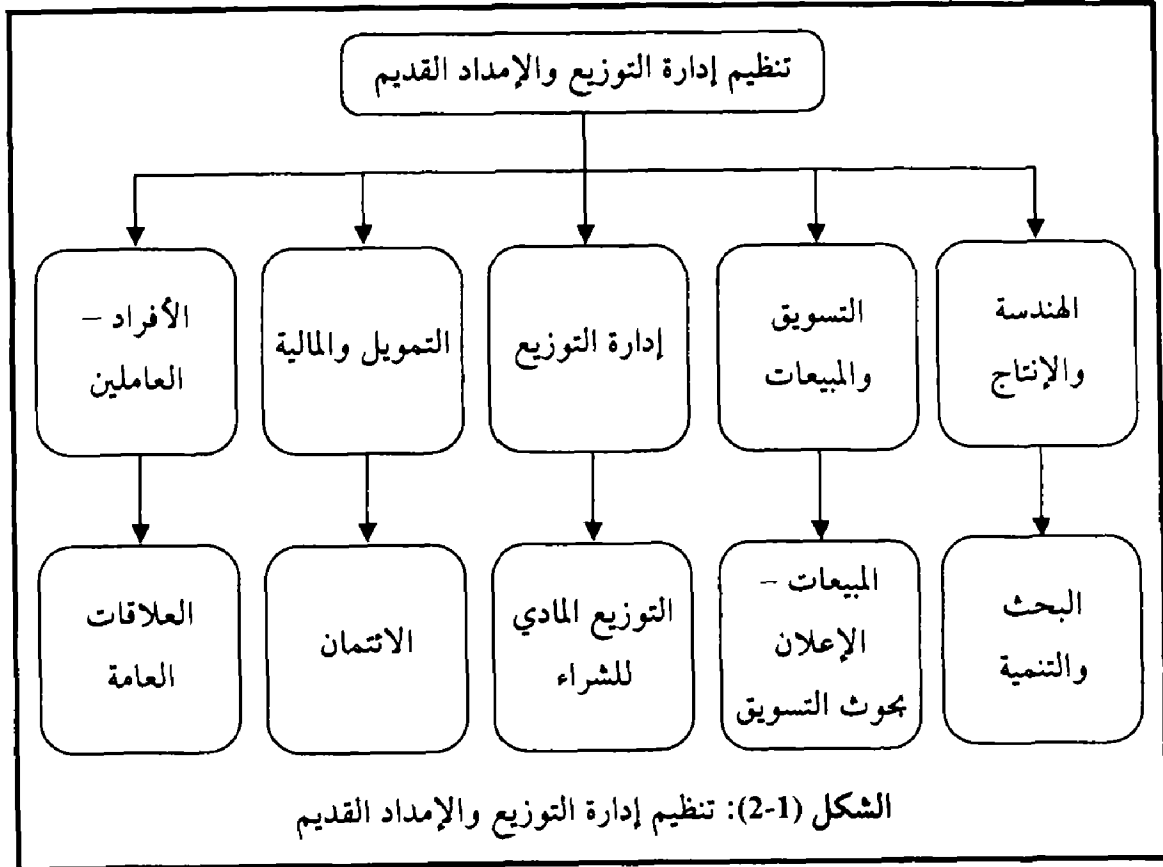 تنظيم إدارة التوزيع والإمداد القديم
الهندسة
والإنتاج
التسويق
والمبيعات
إدارة التوزيع
التمويل والمالية
الأفراد –
العاملين
البحث
والتنمية
المبيعات –
الإعلان
بحوث التسويق
التوزيع المادي
للشراء
الائتمان
العلاقات
العامة
الشكل (1-2): تنظيم إدارة التوزيع والإمداد القديم